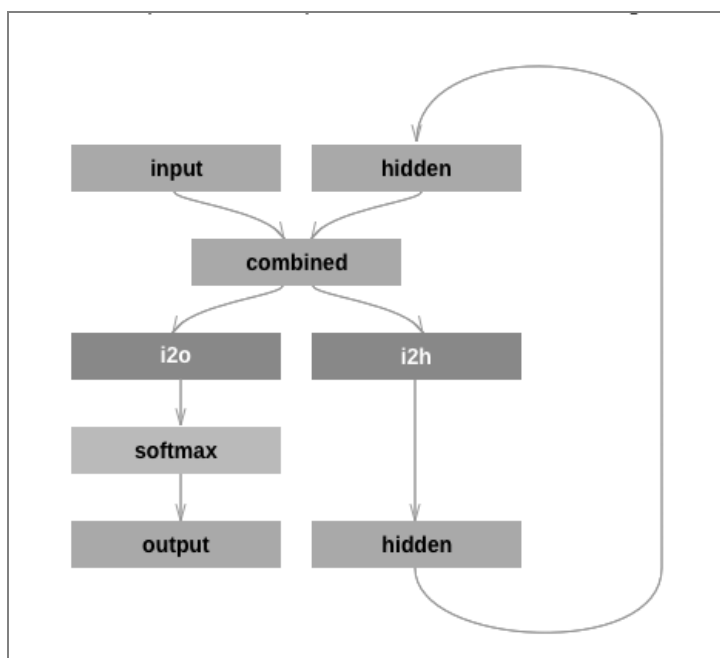 input
hidden
combined
i2o
i2h
softmax
output
hidden